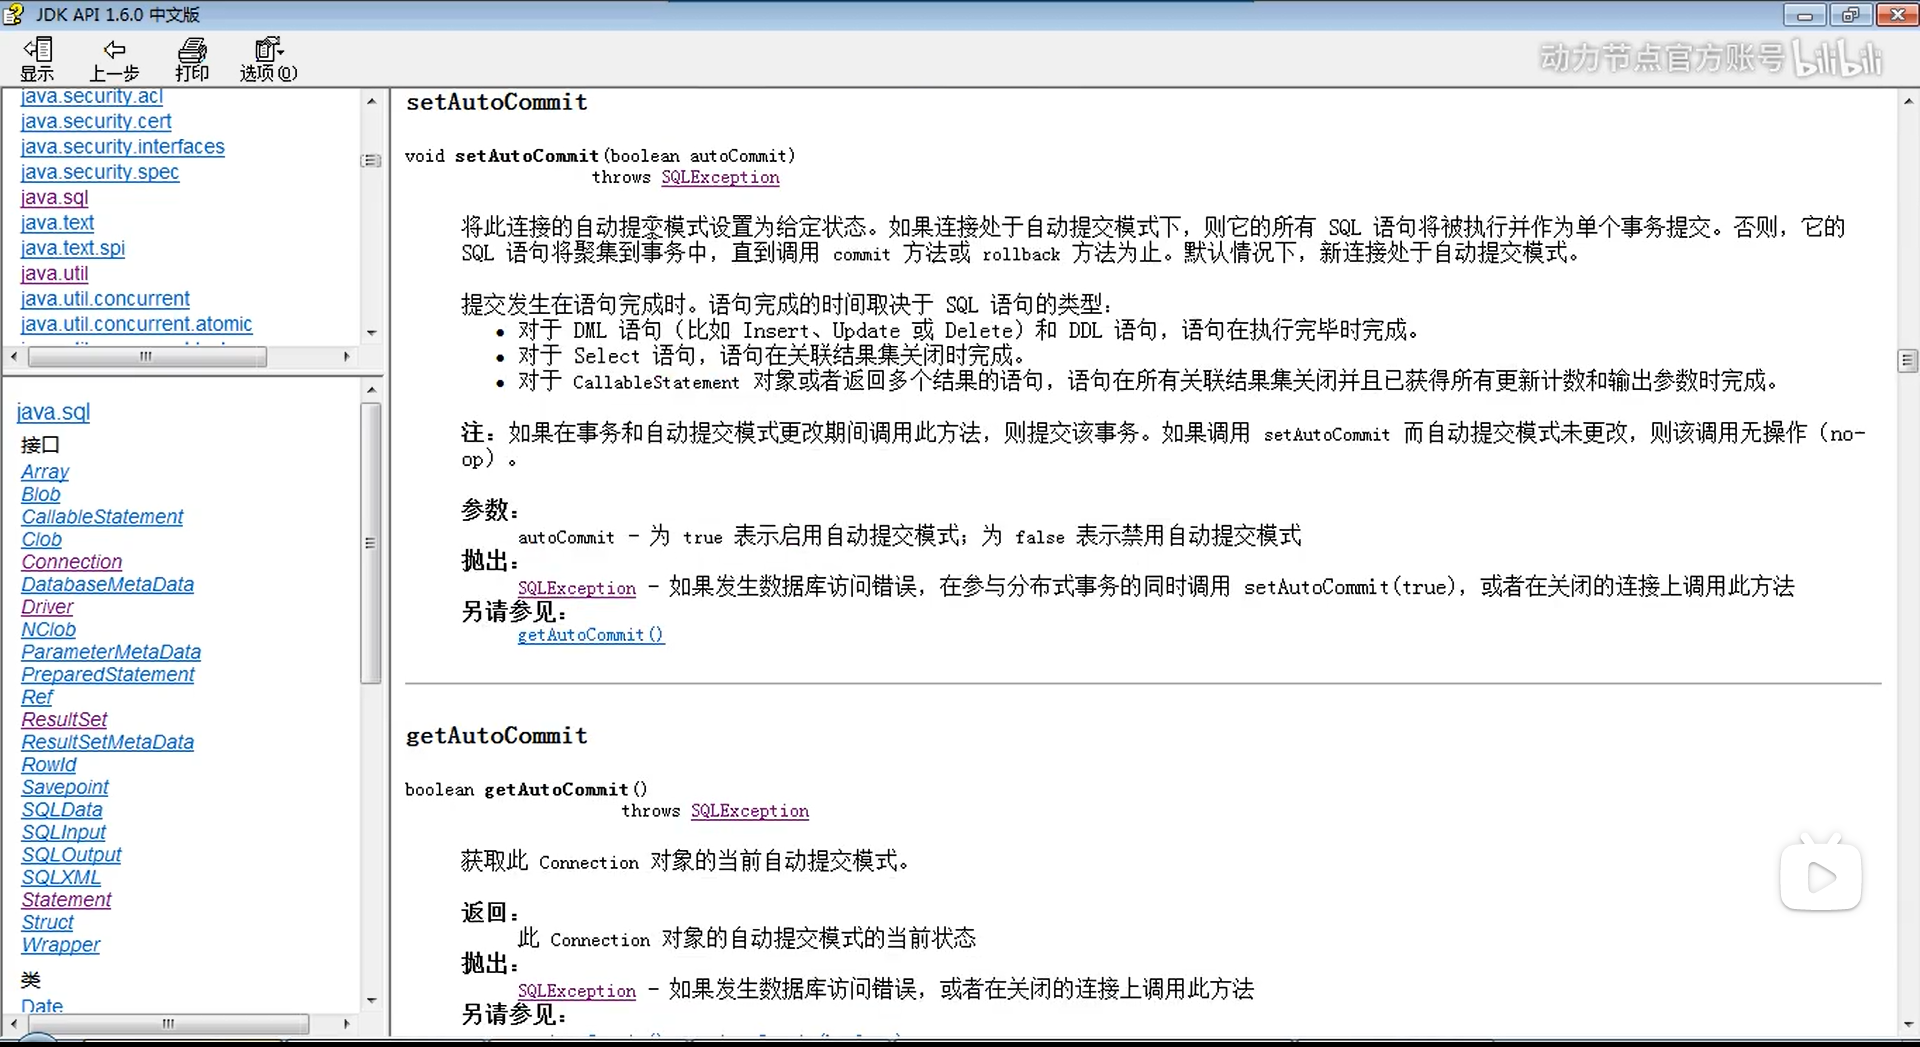 JDK API 1.6.0 中文版
显示
上一步
打印
选项(O)
动力节点官方账号 bilibili
java.security.acl
java.security.cert
java.security.interfaces
java.security.spec
java.sql
java.text
java.text.spi
java.util
java.util.concurrent
java.util.concurrent.atomic
java.sql
接口
Array
Blob
CallableStatement
Clob
Connection
DatabaseMetaData
Driver
NClob
ParameterMetaData
PreparedStatement
Ref
ResultSet
ResultSetMetaData
RowId
Savepoint
SQLData
SQLInput
SQLOutput
SQLXML
Statement
Struct
Wrapper
类
Date
setAutoCommit
void setAutoCommit(boolean autoCommit)
throws SQLException
将此连接的自动提交模式设置为给定状态。如果连接处于自动提交模式下，则它的所有 SQL 语句将被执行并作为单个事务提交。否则，它的
SQL 语句将聚集到事务中，直到调用 commit 方法或 rollback 方法为止。默认情况下，新连接处于自动提交模式。
提交发生在语句完成时。语句完成的时间取决于 SQL 语句的类型：
• 对于 DML 语句（比如 Insert、Update 或 Delete）和 DDL 语句，语句在执行完毕时完成。
• 对于 Select 语句，语句在关联结果集关闭时完成。
• 对于 CallableStatement 对象或者返回多个结果的语句，语句在所有关联结果集关闭并且已获得所有更新计数和输出参数时完成。
注：如果在事务和自动提交模式更改期间调用此方法，则提交该事务。如果调用 setAutoCommit 而自动提交模式未更改，则该调用无操作（no-
op）。
参数：
autoCommit - 为 true 表示启用自动提交模式；为 false 表示禁用自动提交模式
抛出：
SQLException - 如果发生数据库访问错误，在参与分布式事务的同时调用 setAutoCommit(true)，或者在关闭的连接上调用此方法
另请参见：
getAutoCommit()
getAutoCommit
boolean getAutoCommit()
throws SQLException
获取此 Connection 对象的当前自动提交模式。
返回：
此 Connection 对象的自动提交模式的当前状态
抛出：
SQLException - 如果发生数据库访问错误，或者在关闭的连接上调用此方法
另请参见：